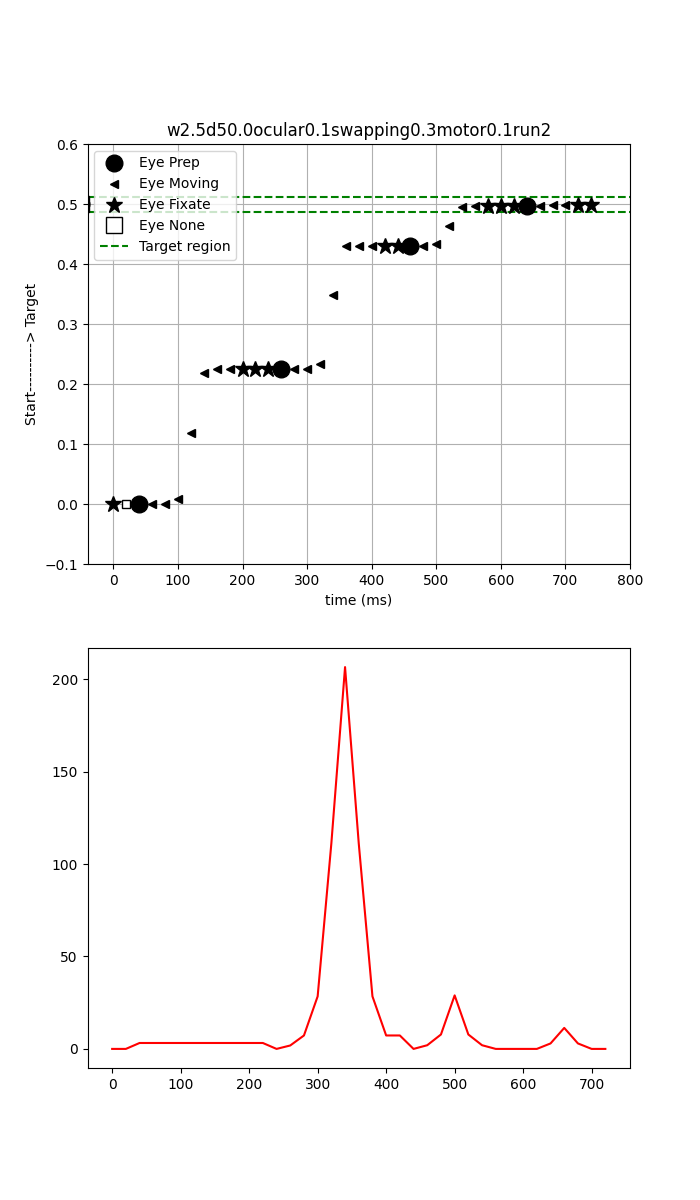 w2.5d50.0ocular0.1swapping0.3motor0.1run2
0.6
0.5
0.4
0.3
0.2
0.1
0.0
−0.1
Start----------> Target
Eye Prep
Eye Moving
Eye Fixate
Eye None
Target region
0 100 200 300 400 500 600 700 800
time (ms)
200
150
100
50
0
0 100 200 300 400 500 600 700